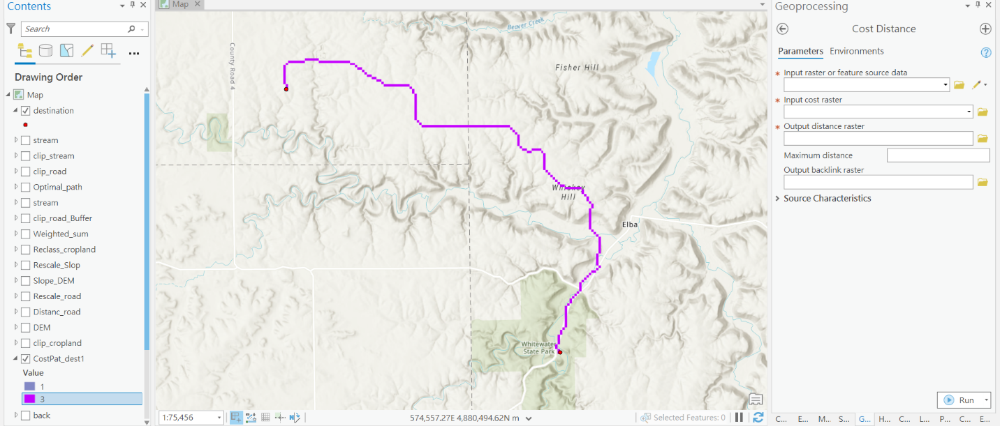 Contents
Search
Drawing Order
Map
destination
stream
clip_stream
clip_road
Optimal_path
stream
clip_road_Buffer
Weighted_sum
Reclass_cropland
Rescale_Slop
Slope_DEM
Rescale_road
Distanc_road
DEM
clip_cropland
CostPat_dest1
Value
1
3
back
Map
Beaver Creek
County Road 4
Fisher Hill
Whiskey
Hill
Elba
Whitewater
State Park
1:75,456
574,557.27E 4,880,494.62N m
Selected Features: 0
Geoprocessing
Cost Distance
Parameters Environments
Input raster or feature source data
Input cost raster
Output distance raster
Maximum distance
Output backlink raster
Source Characteristics
Run
C... E... M... S... G... H... C... L... P... C... E...